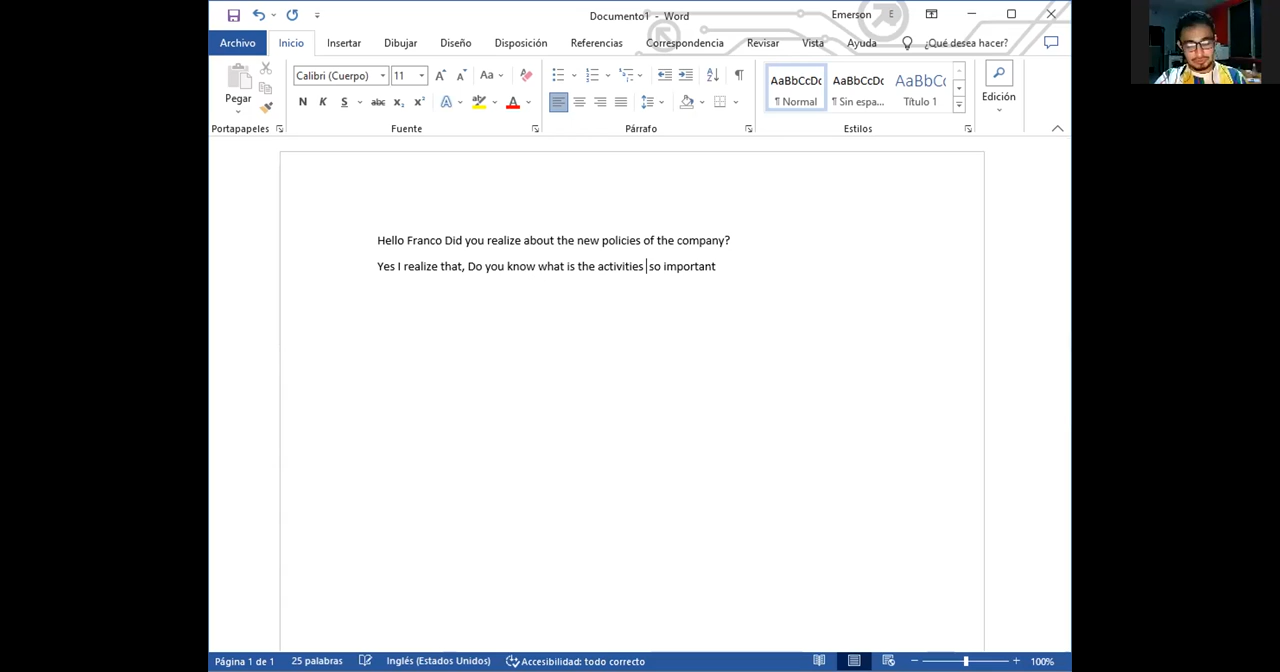 Documento1 - Word
Emerson E
Archivo Inicio Insertar Dibujar Diseño Disposición Referencias Correspondencia Revisar Vista Ayuda ¿Qué desea hacer?
Pegar
Calibri (Cuerpo) 11 Aa
N K S abc x₂ x² A A
AaBbCcDc AaBbCcDc AaBbCc
¶ Normal ¶ Sin espa... Título 1
Edición
Portapapeles Fuente Párrafo Estilos
Hello Franco Did you realize about the new policies of the company?
Yes I realize that, Do you know what is the activities so important
Página 1 de 1 25 palabras Inglés (Estados Unidos) Accesibilidad: todo correcto 100%